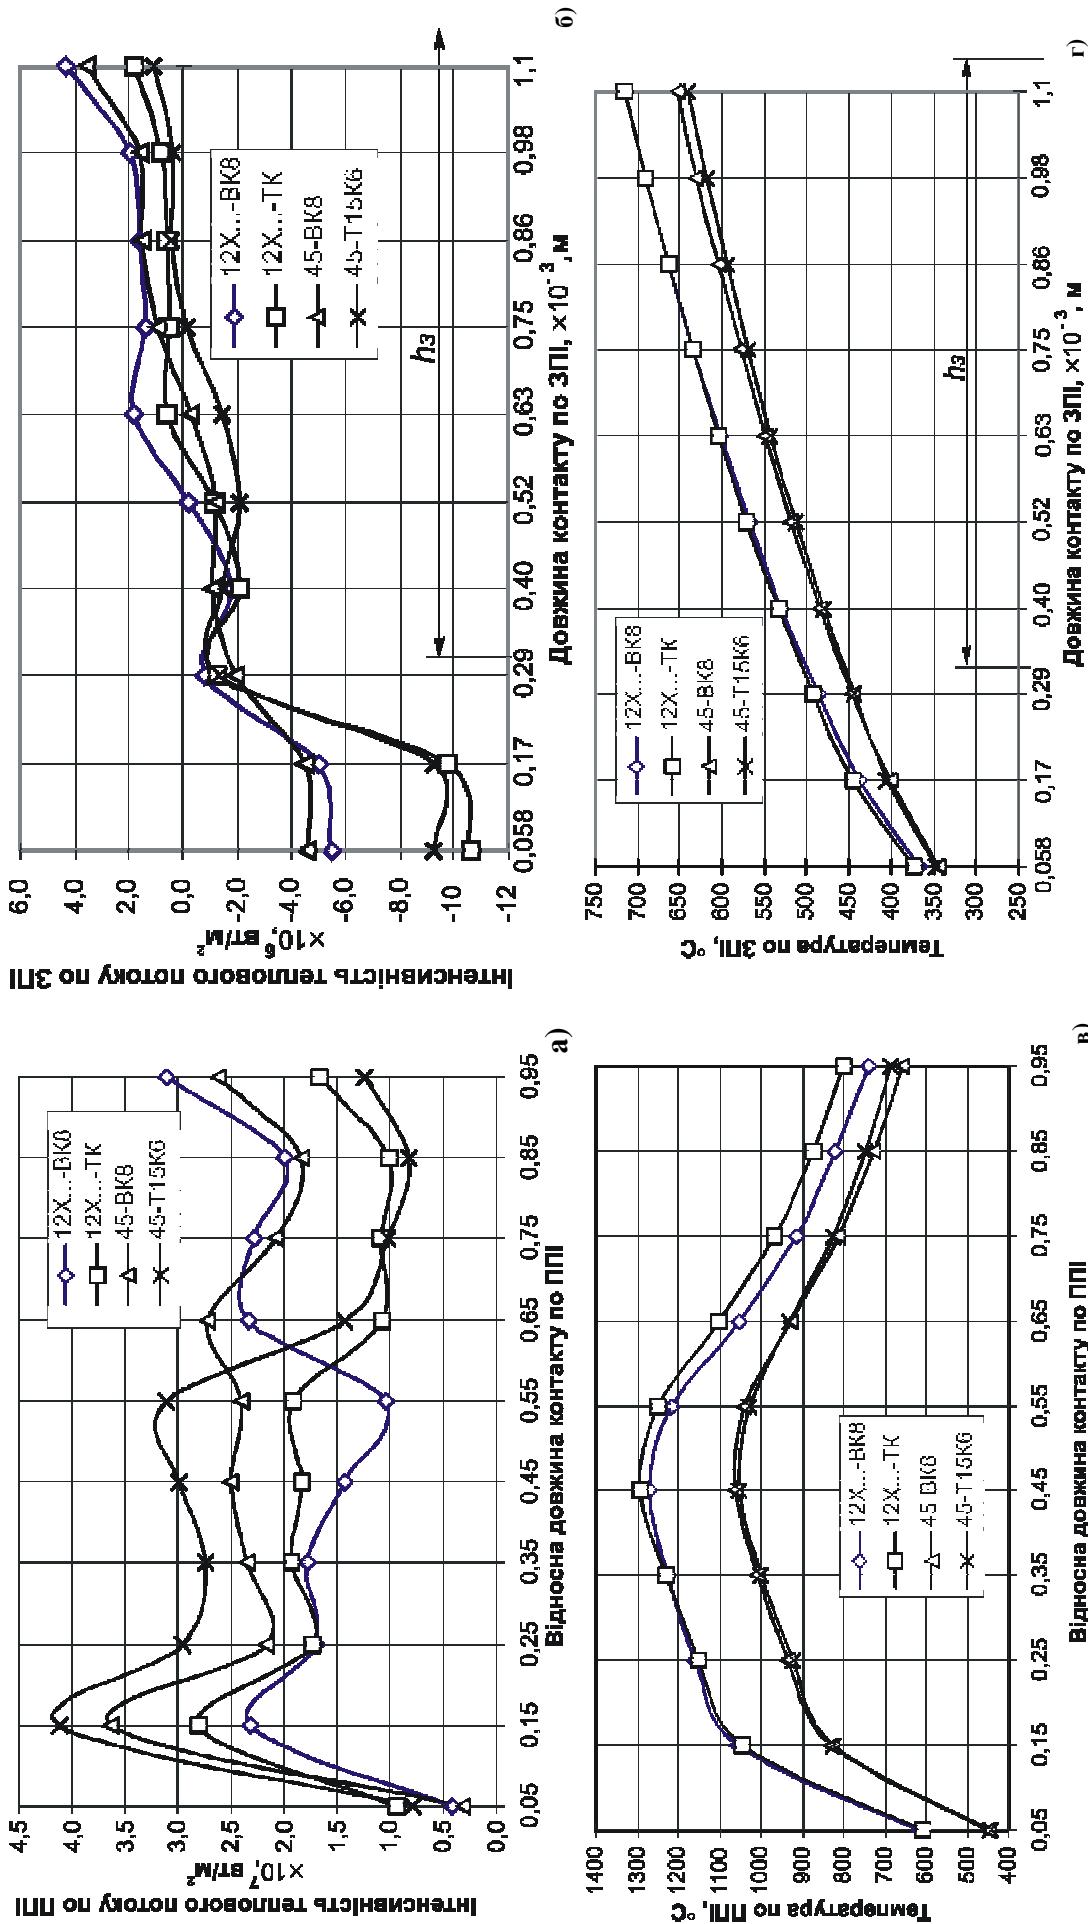 Інтенсивність теплового потоку по ППІ
×10⁷, вт/м²
4,5
4,0
3,5
3,0
2,5
2,0
1,5
1,0
0,5
0,0
12Х...-ВК8
12Х...-ТК
45-ВК8
45-Т15К6
0,05 0,15 0,25 0,35 0,45 0,55 0,65 0,75 0,85 0,95
Відносна довжина контакту по ППІ
а)
Інтенсивність теплового потоку по ЗПІ
×10⁶, вт/м²
6,0
4,0
2,0
0,0
-2,0
-4,0
-6,0
-8,0
-10
-12
12Х...-ВК8
12Х...-ТК
45-ВК8
45-Т15К6
hз
0,058 0,17 0,29 0,40 0,52 0,63 0,75 0,86 0,98 1,1
Довжина контакту по ЗПІ, ×10⁻³, м
б)
Температура по ППІ, °С
1400
1300
1200
1100
1000
900
800
700
600
500
400
12Х...-ВК8
12Х...-ТК
45 ВК8
45-Т15К6
0,05 0,15 0,25 0,35 0,45 0,55 0,65 0,75 0,85 0,95
Відносна довжина контакту по ППІ
в)
Температура по ЗПІ, °С
750
700
650
600
550
500
450
400
350
300
250
12Х...-ВК8
12Х...-ТК
45-ВК8
45-Т15К6
hз
0,058 0,17 0,29 0,40 0,52 0,63 0,75 0,86 0,98 1,1
Довжина контакту по ЗПІ, ×10⁻³, м
г)